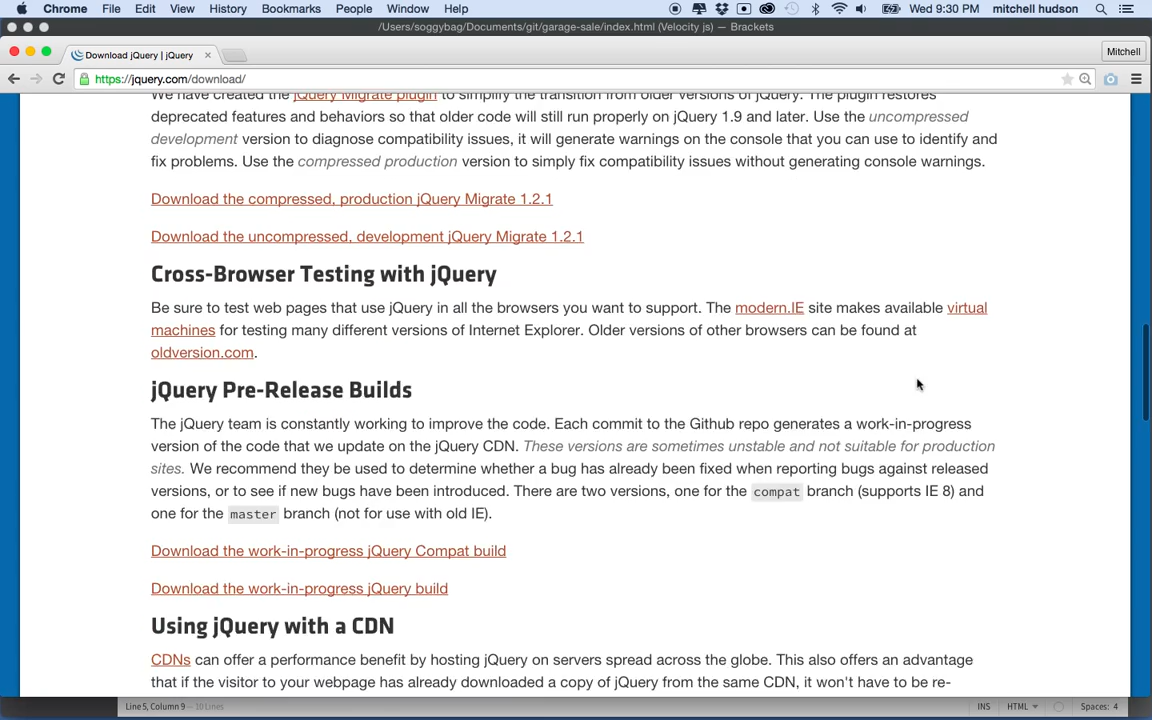 Chrome File Edit View History Bookmarks People Window Help Wed 9:30 PM mitchell hudson
/Users/soggybag/Documents/git/garage-sale/index.html (Velocity js) — Brackets
Download jQuery | jQuery × Mitchell
https://jquery.com/download/
We have created the jQuery Migrate plugin to simplify the transition from older versions of jQuery. The plugin restores
deprecated features and behaviors so that older code will still run properly on jQuery 1.9 and later. Use the uncompressed
development version to diagnose compatibility issues, it will generate warnings on the console that you can use to identify and
fix problems. Use the compressed production version to simply fix compatibility issues without generating console warnings.
Download the compressed, production jQuery Migrate 1.2.1
Download the uncompressed, development jQuery Migrate 1.2.1
Cross-Browser Testing with jQuery
Be sure to test web pages that use jQuery in all the browsers you want to support. The modern.IE site makes available virtual
machines for testing many different versions of Internet Explorer. Older versions of other browsers can be found at
oldversion.com.
jQuery Pre-Release Builds
The jQuery team is constantly working to improve the code. Each commit to the Github repo generates a work-in-progress
version of the code that we update on the jQuery CDN. These versions are sometimes unstable and not suitable for production
sites. We recommend they be used to determine whether a bug has already been fixed when reporting bugs against released
versions, or to see if new bugs have been introduced. There are two versions, one for the compat branch (supports IE 8) and
one for the master branch (not for use with old IE).
Download the work-in-progress jQuery Compat build
Download the work-in-progress jQuery build
Using jQuery with a CDN
CDNs can offer a performance benefit by hosting jQuery on servers spread across the globe. This also offers an advantage
that if the visitor to your webpage has already downloaded a copy of jQuery from the same CDN, it won't have to be re-
Line 5, Column 9 — 10 Lines INS HTML Spaces: 4